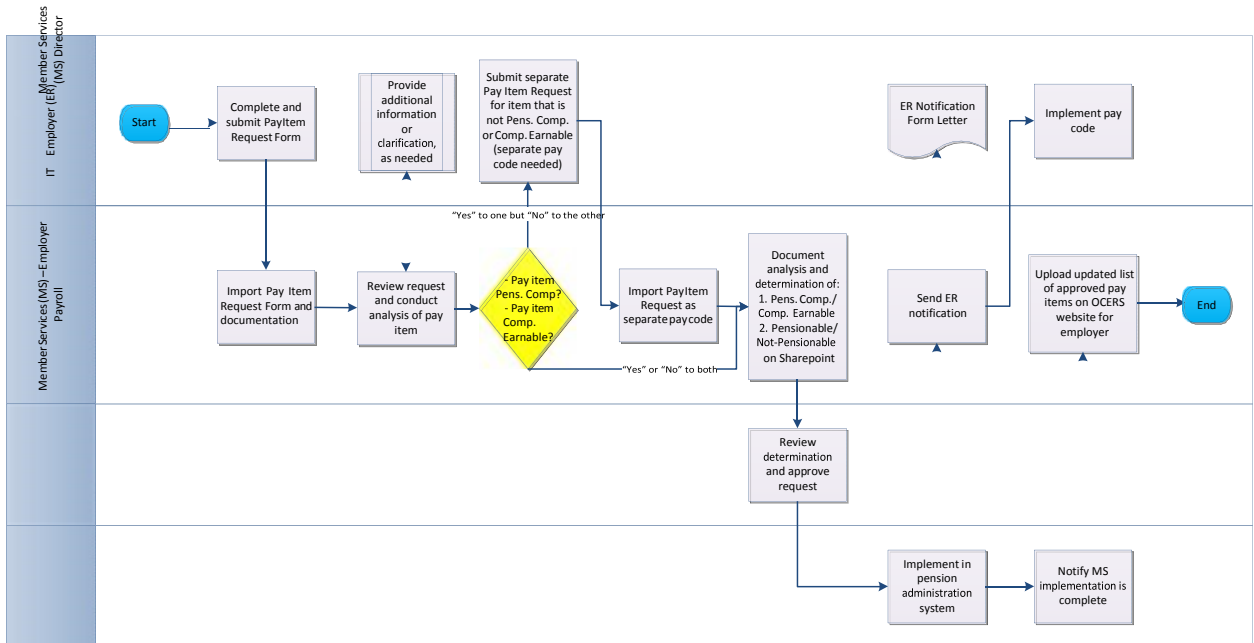 Member Services
(MS) Director
IT Employer (ER)
Start
Complete and
submit PayItem
Request Form
Provide
additional
information
or
clarification,
as needed
Submit separate
Pay Item Request
for item that is
not Pens. Comp.
or Comp. Earnable
(separate pay
code needed)
ER Notification
Form Letter
Implement pay
code
"Yes" to one but "No" to the other
Member Services (MS) – Employer
Payroll
Import Pay Item
Request Form and
documentation
Review request
and conduct
analysis of pay
item
- Pay item
Pens. Comp?
- Pay item
Comp.
Earnable?
"Yes" or "No" to both
Import PayItem
Request as
separate pay code
Document
analysis and
determination of:
1. Pens. Comp./
Comp. Earnable
2. Pensionable/
Not-Pensionable
on Sharepoint
Send ER
notification
Upload updated list
of approved pay
items on OCERS
website for
employer
End
Review
determination
and approve
request
Implement in
pension
administration
system
Notify MS
implementation is
complete